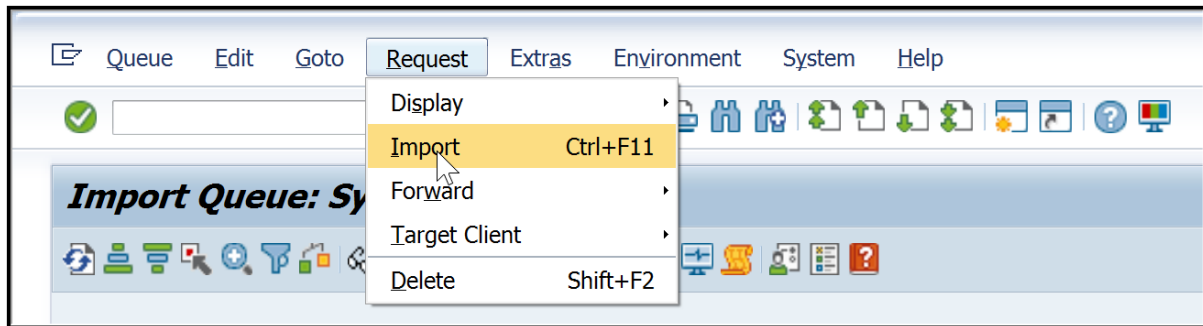 Queue Edit Goto Request Extras Environment System Help
Display
Import Ctrl+F11
Forward
Import Queue: Sy
Target Client
Delete Shift+F2